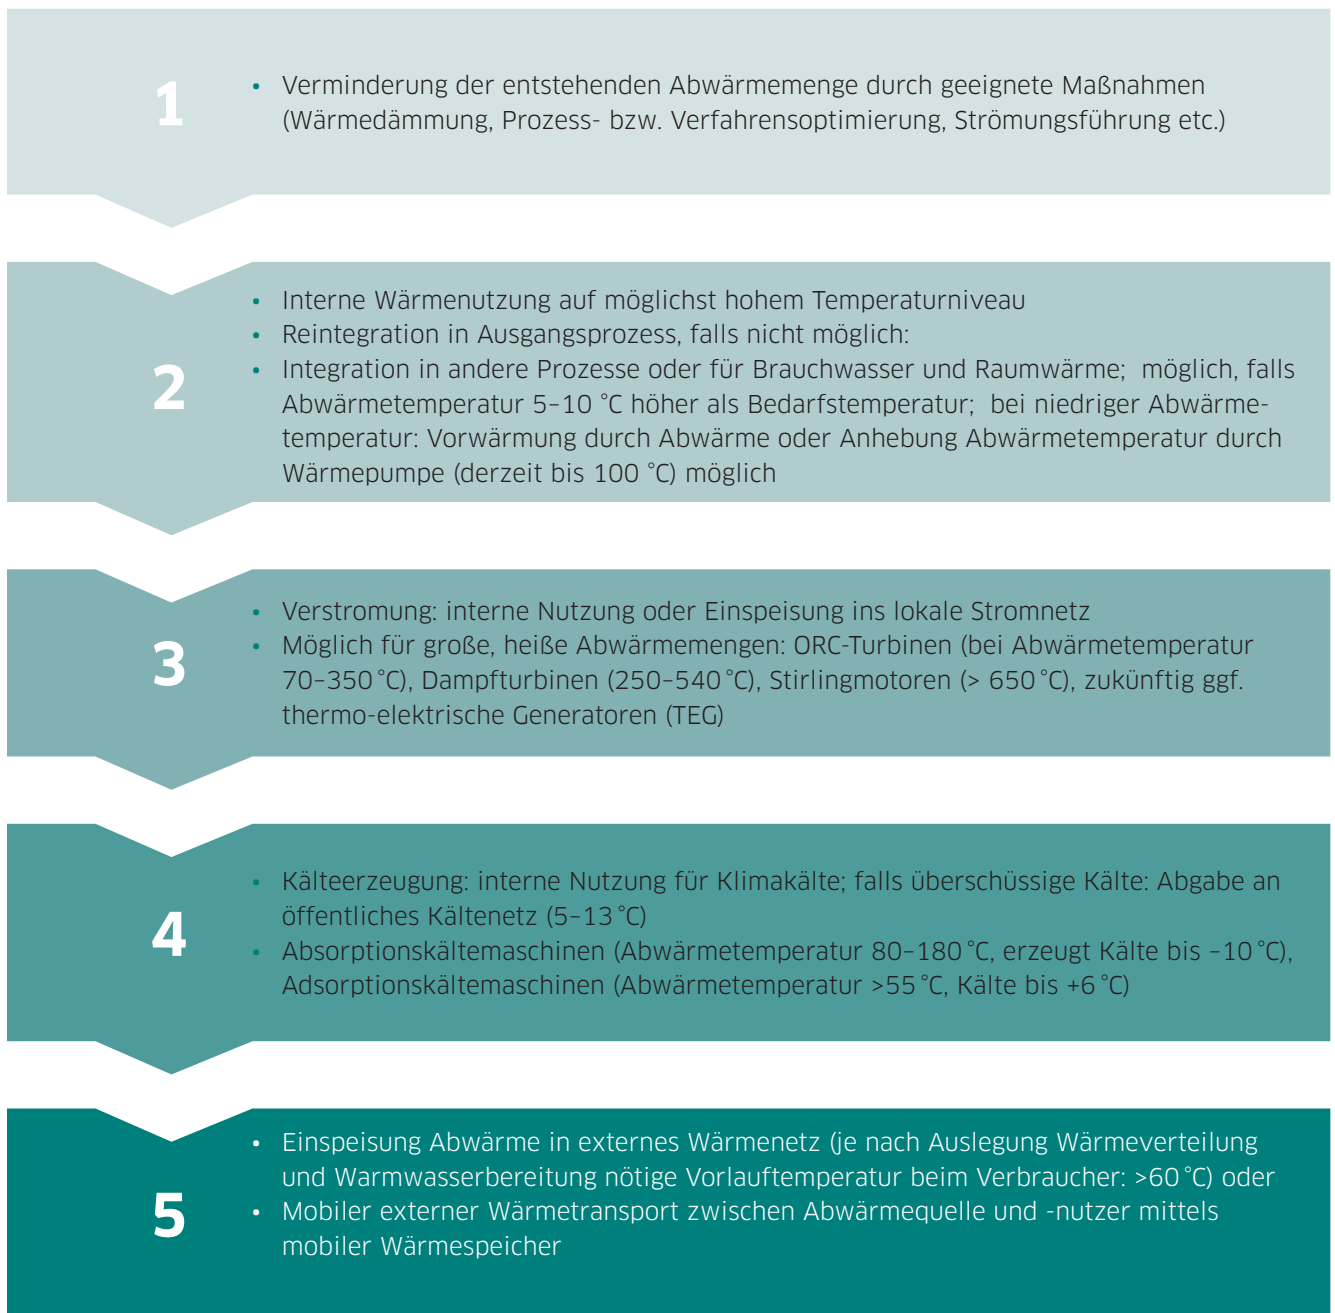 1
• Verminderung der entstehenden Abwärmemenge durch geeignete Maßnahmen
(Wärmedämmung, Prozess- bzw. Verfahrensoptimierung, Strömungsführung etc.)
2
• Interne Wärmenutzung auf möglichst hohem Temperaturniveau
• Reintegration in Ausgangsprozess, falls nicht möglich:
• Integration in andere Prozesse oder für Brauchwasser und Raumwärme; möglich, falls
Abwärmetemperatur 5–10 °C höher als Bedarfstemperatur; bei niedriger Abwärme-
temperatur: Vorwärmung durch Abwärme oder Anhebung Abwärmetemperatur durch
Wärmepumpe (derzeit bis 100 °C) möglich
3
• Verstromung: interne Nutzung oder Einspeisung ins lokale Stromnetz
• Möglich für große, heiße Abwärmemengen: ORC-Turbinen (bei Abwärmetemperatur
70–350 °C), Dampfturbinen (250–540 °C), Stirlingmotoren (> 650 °C), zukünftig ggf.
thermo-elektrische Generatoren (TEG)
4
• Kälteerzeugung: interne Nutzung für Klimakälte; falls überschüssige Kälte: Abgabe an
öffentliches Kältenetz (5–13 °C)
• Absorptionskältemaschinen (Abwärmetemperatur 80–180 °C, erzeugt Kälte bis –10 °C),
Adsorptionskältemaschinen (Abwärmetemperatur >55 °C, Kälte bis +6 °C)
5
• Einspeisung Abwärme in externes Wärmenetz (je nach Auslegung Wärmeverteilung
und Warmwasserbereitung nötige Vorlauftemperatur beim Verbraucher: >60 °C) oder
• Mobiler externer Wärmetransport zwischen Abwärmequelle und -nutzer mittels
mobiler Wärmespeicher